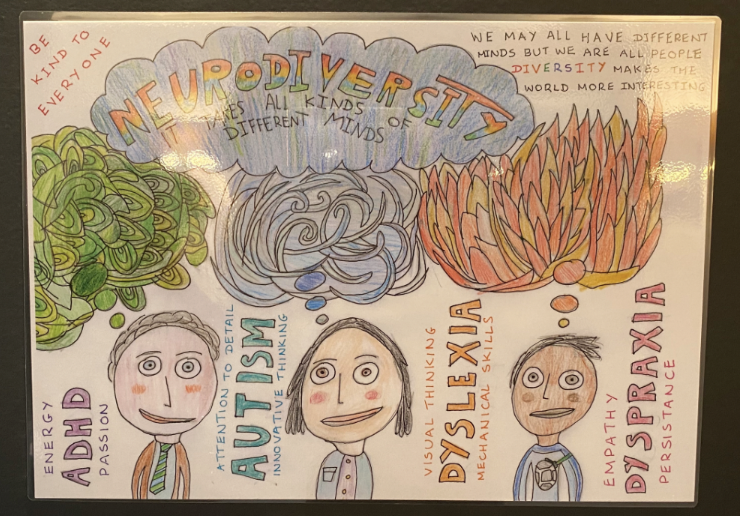 BE
KIND TO
EVERYONE
NEURODIVERSITY
IT TAKES ALL KINDS OF
DIFFERENT MINDS
WE MAY ALL HAVE DIFFERENT
MINDS BUT WE ARE ALL PEOPLE
DIVERSITY MAKES THE
WORLD MORE INTERESTING
ENERGY
ADHD
PASSION
ATTENTION TO DETAIL
AUTISM
INNOVATIVE THINKING
VISUAL THINKING
DYSLEXIA
MECHANICAL SKILLS
EMPATHY
DYSPRAXIA
PERSISTANCE